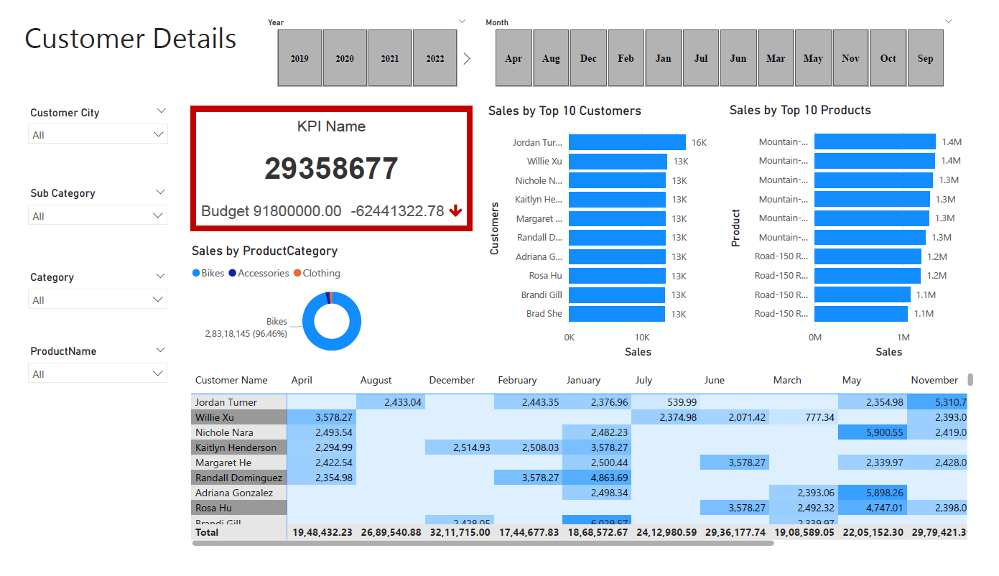 Customer Details
Year
2019 2020 2021 2022
Month
Apr Aug Dec Feb Jan Jul Jun Mar May Nov Oct Sep
Customer City
All
Sub Category
All
Category
All
ProductName
All
KPI Name
29358677
Budget 91800000.00 -62441322.78
Sales by ProductCategory
Bikes Accessories Clothing
Bikes
2,83,18,145 (96.46%)
Sales by Top 10 Customers
Customers
Jordan Tur... 16K
Willie Xu 13K
Nichole N... 13K
Kaitlyn He... 13K
Margaret ... 13K
Randall D... 13K
Adriana G... 13K
Rosa Hu 13K
Brandi Gill 13K
Brad She 13K
0K 10K
Sales
Sales by Top 10 Products
Product
Mountain-... 1.4M
Mountain-... 1.4M
Mountain-... 1.3M
Mountain-... 1.3M
Mountain-... 1.3M
Mountain-... 1.3M
Road-150 R... 1.2M
Road-150 R... 1.2M
Road-150 R... 1.1M
Road-150 R... 1.1M
0M 1M
Sales
Customer Name April August December February January July June March May November
Jordan Turner 2,433.04 2,443.35 2,376.96 539.99 2,354.98 5,310.7
Willie Xu 3,578.27 2,374.98 2,071.42 777.34 2,393.0
Nichole Nara 2,493.54 2,482.23 5,900.55 2,419.0
Kaitlyn Henderson 2,294.99 2,514.93 2,508.03 3,578.27
Margaret He 2,422.54 2,500.44 3,578.27 2,339.97 2,428.0
Randall Dominguez 2,354.98 3,578.27 4,863.69
Adriana Gonzalez 2,498.34 2,393.06 5,898.26
Rosa Hu 3,578.27 2,492.32 4,747.01 2,398.0
Brandi Gill 2,428.05 6,029.57 2,339.97
Total 19,48,432.23 26,89,540.88 32,11,715.00 17,44,677.83 18,68,572.67 24,12,980.59 29,36,177.74 19,08,589.05 22,05,152.30 29,79,421.3